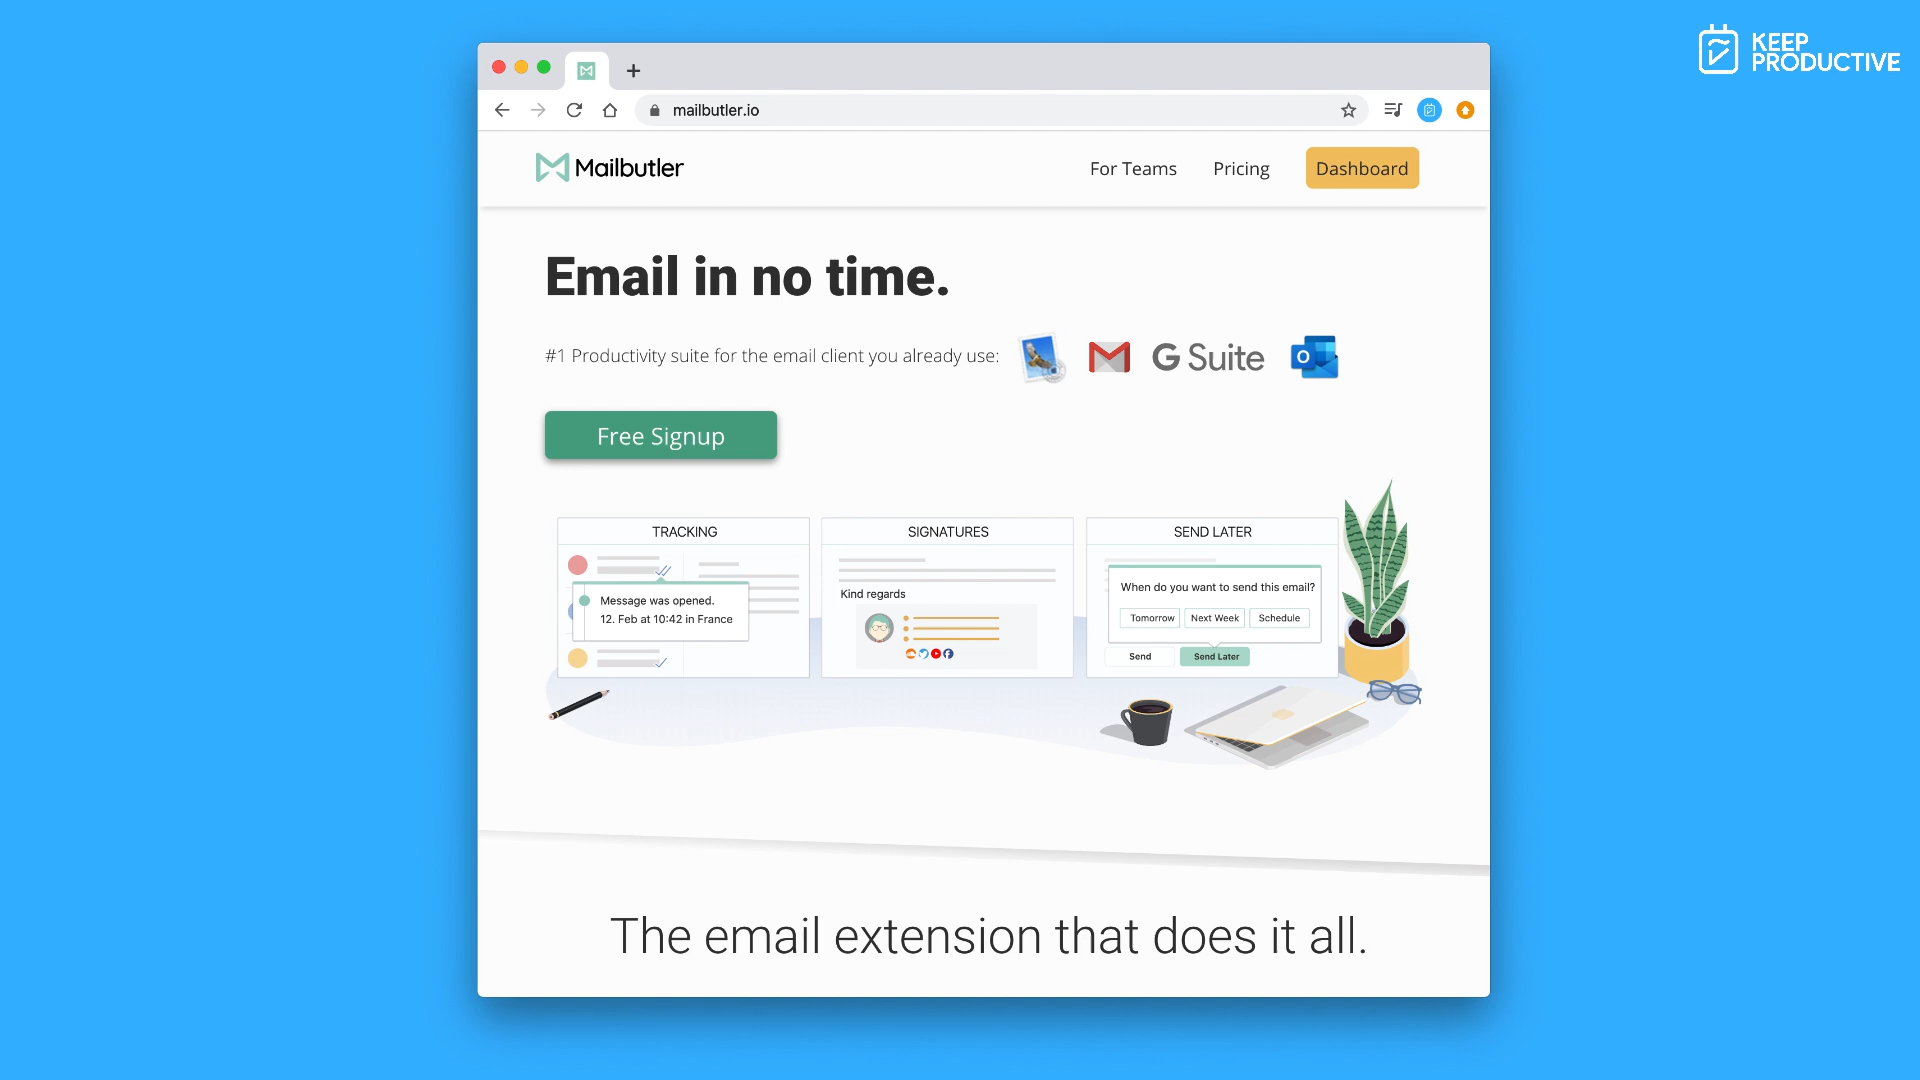 KEEP
PRODUCTIVE
mailbutler.io
Mailbutler
For Teams
Pricing
Dashboard
Email in no time.
#1 Productivity suite for the email client you already use:
G Suite
Free Signup
TRACKING
Message was opened.
12. Feb at 10:42 in France
SIGNATURES
Kind regards
SEND LATER
When do you want to send this email?
Tomorrow
Next Week
Schedule
Send
Send Later
The email extension that does it all.